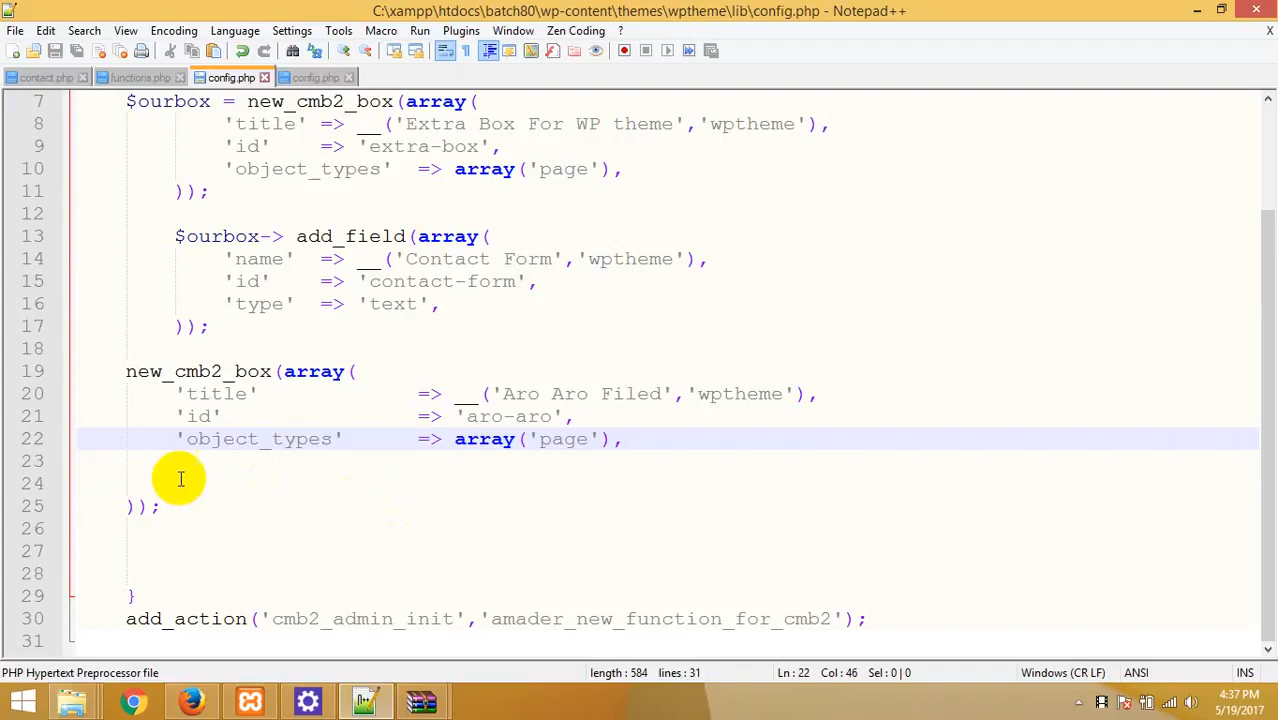 C:\xampp\htdocs\batch80\wp-content\themes\wptheme\lib\config.php - Notepad++
File Edit Search View Encoding Language Settings Tools Macro Run Plugins Window Zen Coding ? X
contact.php functions.php config.php config.php
7 $ourbox = new_cmb2_box(array(
8 'title' => __('Extra Box For WP theme','wptheme'),
9 'id' => 'extra-box',
10 'object_types' => array('page'),
11 ));
12
13 $ourbox-> add_field(array(
14 'name' => __('Contact Form','wptheme'),
15 'id' => 'contact-form',
16 'type' => 'text',
17 ));
18
19 new_cmb2_box(array(
20 'title' => __('Aro Aro Filed','wptheme'),
21 'id' => 'aro-aro',
22 'object_types' => array('page'),
23
24
25 ));
26
27
28
29 }
30 add_action('cmb2_admin_init','amader_new_function_for_cmb2');
31
PHP Hypertext Preprocessor file length : 584 lines : 31 Ln : 22 Col : 46 Sel : 0 | 0 Windows (CR LF) ANSI INS
4:37 PM
5/19/2017